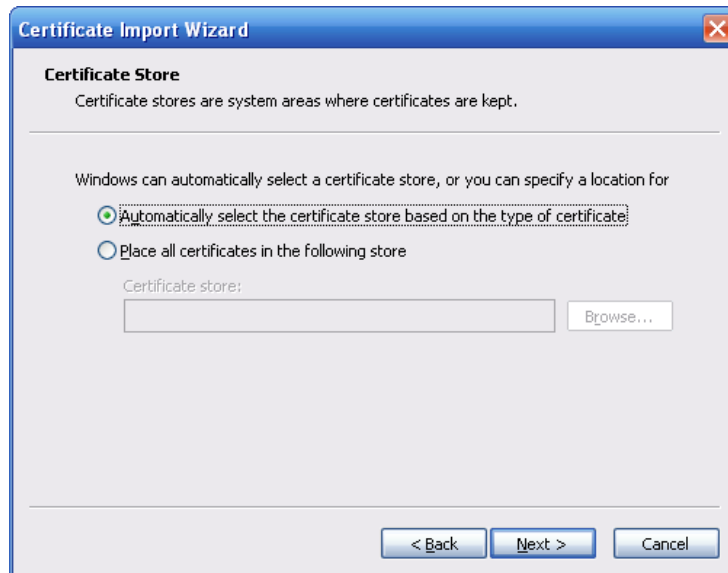 Certificate Import Wizard
Certificate Store
Certificate stores are system areas where certificates are kept.
Windows can automatically select a certificate store, or you can specify a location for
Automatically select the certificate store based on the type of certificate
Place all certificates in the following store
Certificate store:
Browse...
< Back
Next >
Cancel